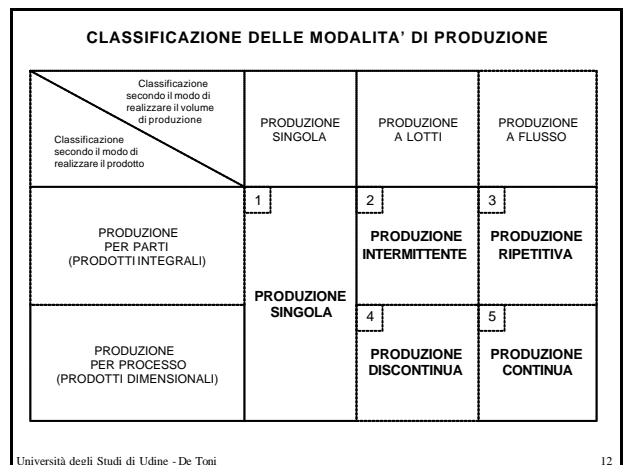 CLASSIFICAZIONE DELLE MODALITA' DI PRODUZIONE
Classificazione
secondo il modo di
realizzare il volume
di produzione
Classificazione
secondo il modo di
realizzare il prodotto
PRODUZIONE
SINGOLA
PRODUZIONE
A LOTTI
PRODUZIONE
A FLUSSO
PRODUZIONE
PER PARTI
(PRODOTTI INTEGRALI)
1
PRODUZIONE
SINGOLA
2
PRODUZIONE
INTERMITTENTE
3
PRODUZIONE
RIPETITIVA
PRODUZIONE
PER PROCESSO
(PRODOTTI DIMENSIONALI)
4
PRODUZIONE
DISCONTINUA
5
PRODUZIONE
CONTINUA
Università degli Studi di Udine - De Toni
12